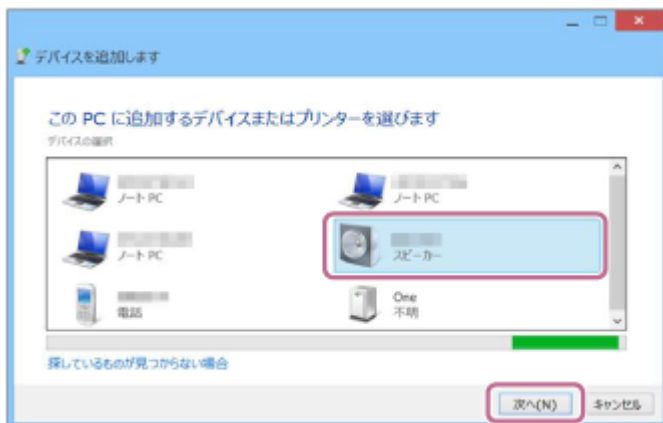 デバイスを追加します
この PC に追加するデバイスまたはプリンターを選びます
デバイスの選択
ノート PC
ノート PC
ノート PC
スピーカー
電話
One
不明
探しているものが見つからない場合
次へ(N)
キャンセル